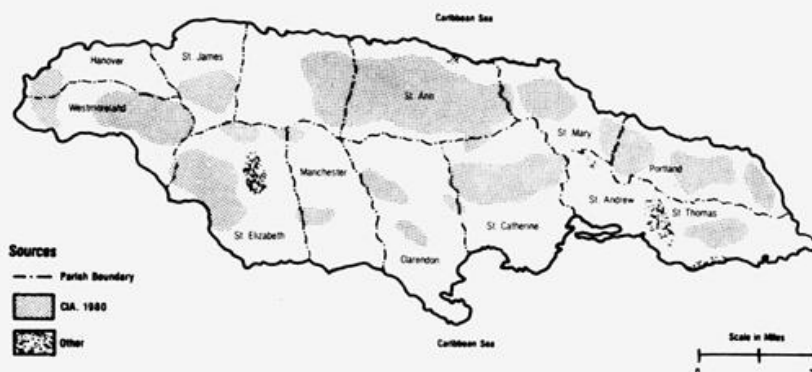 Caribbean Sea
Hanover
St. James
St. Ann
Westmoreland
St. Mary
Portland
Manchester
St. Andrew
St. Thomas
St. Elizabeth
St. Catherine
Clarendon
Sources
Parish Boundary
CIA. 1980
Other
Caribbean Sea
Scale in Miles
0